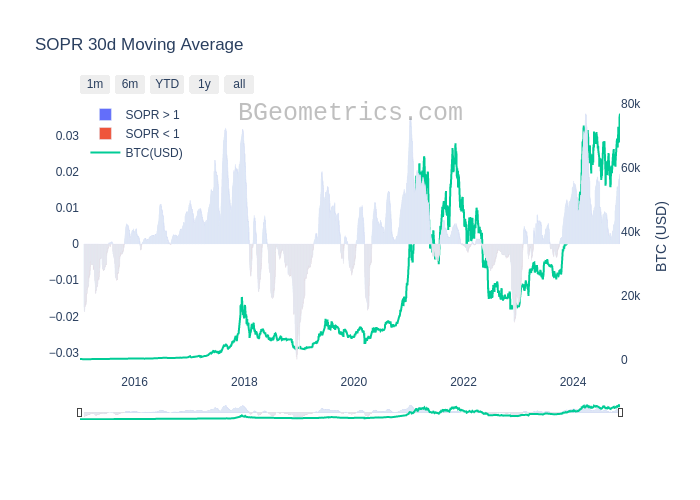 SOPR 30d Moving Average
1m 6m YTD 1y all
BGeometrics.com
SOPR > 1
SOPR < 1
BTC(USD)
0.03
0.02
0.01
0
−0.01
−0.02
−0.03
80k
60k
40k
20k
0
BTC (USD)
2016 2018 2020 2022 2024